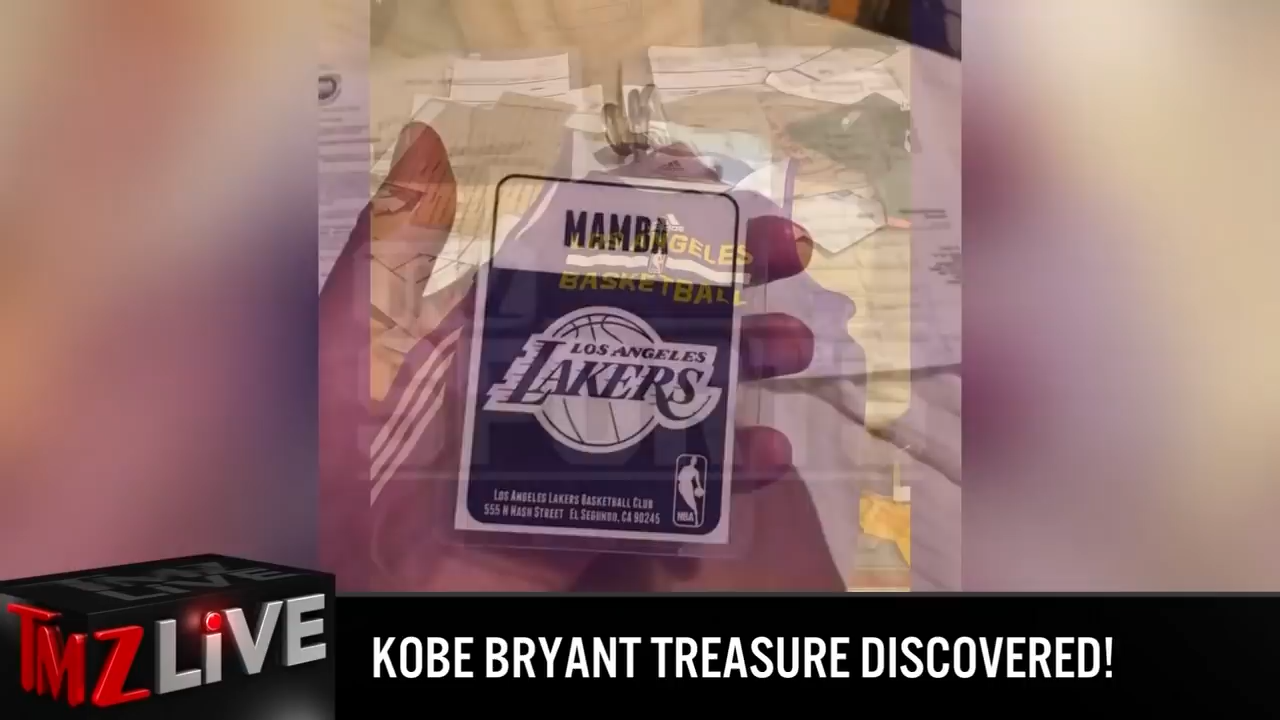 MAMBA
LOS ANGELES
BASKETBALL
LOS ANGELES
LAKERS
LOS ANGELES LAKERS BASKETBALL CLUB
555 N NASH STREET EL SEGUNDO, CA 90245
NBA
TMZ LiVE
KOBE BRYANT TREASURE DISCOVERED!